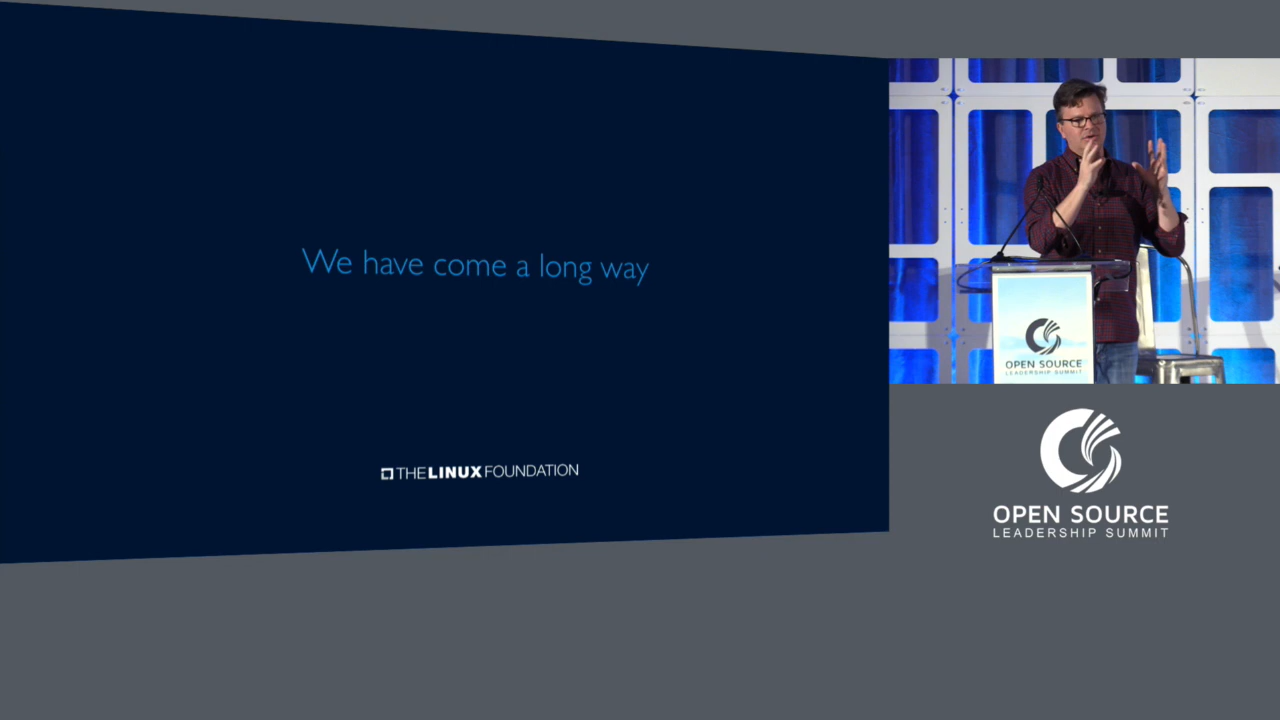 We have come a long way
THE LINUX FOUNDATION
OPEN SOURCE
LEADERSHIP SUMMIT
OPEN SOURCE
LEADERSHIP SUMMIT